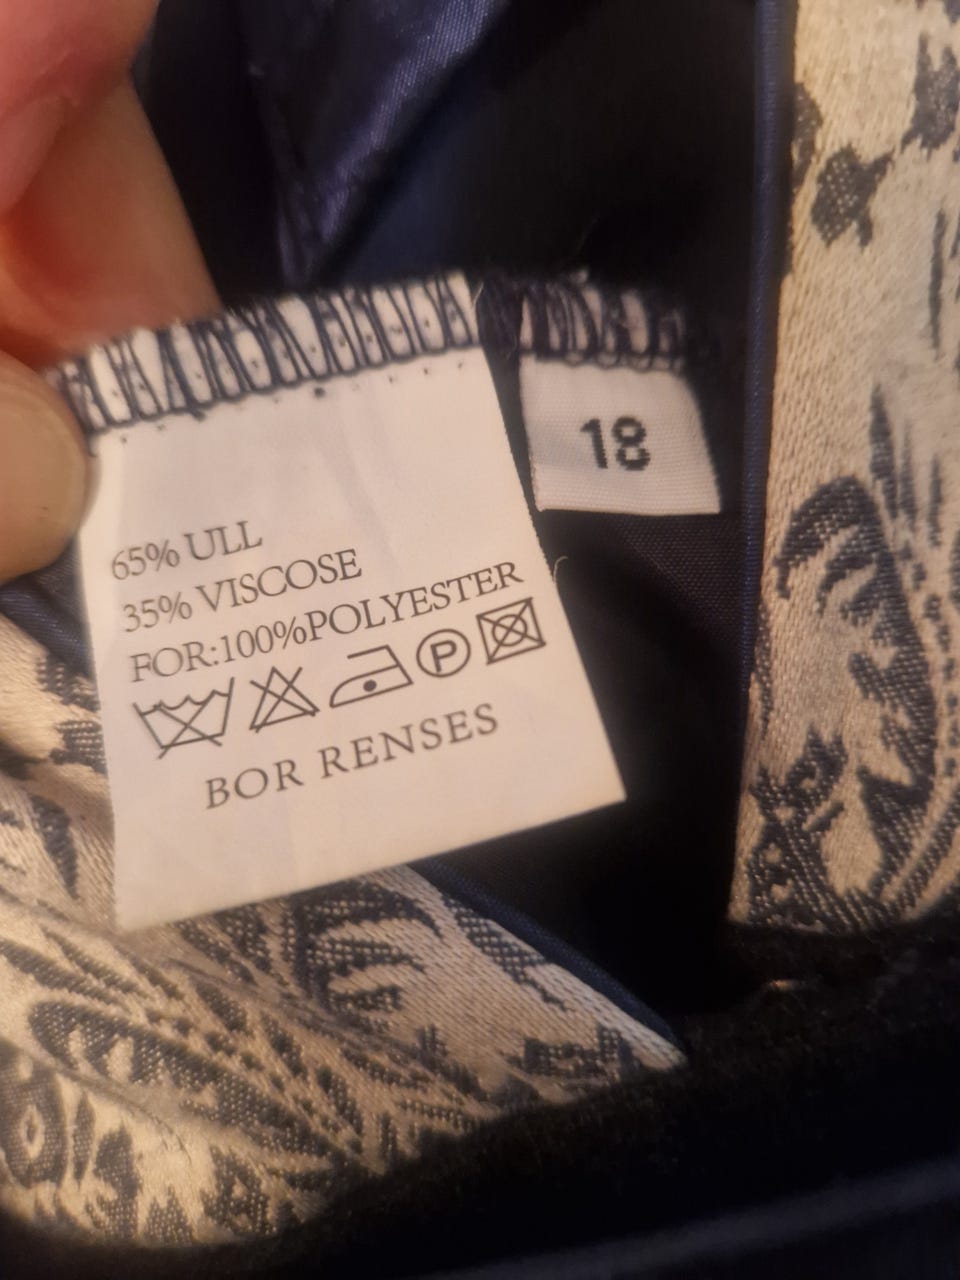 18
65% ULL
35% VISCOSE
FOR:100%POLYESTER
P
BOR RENSES